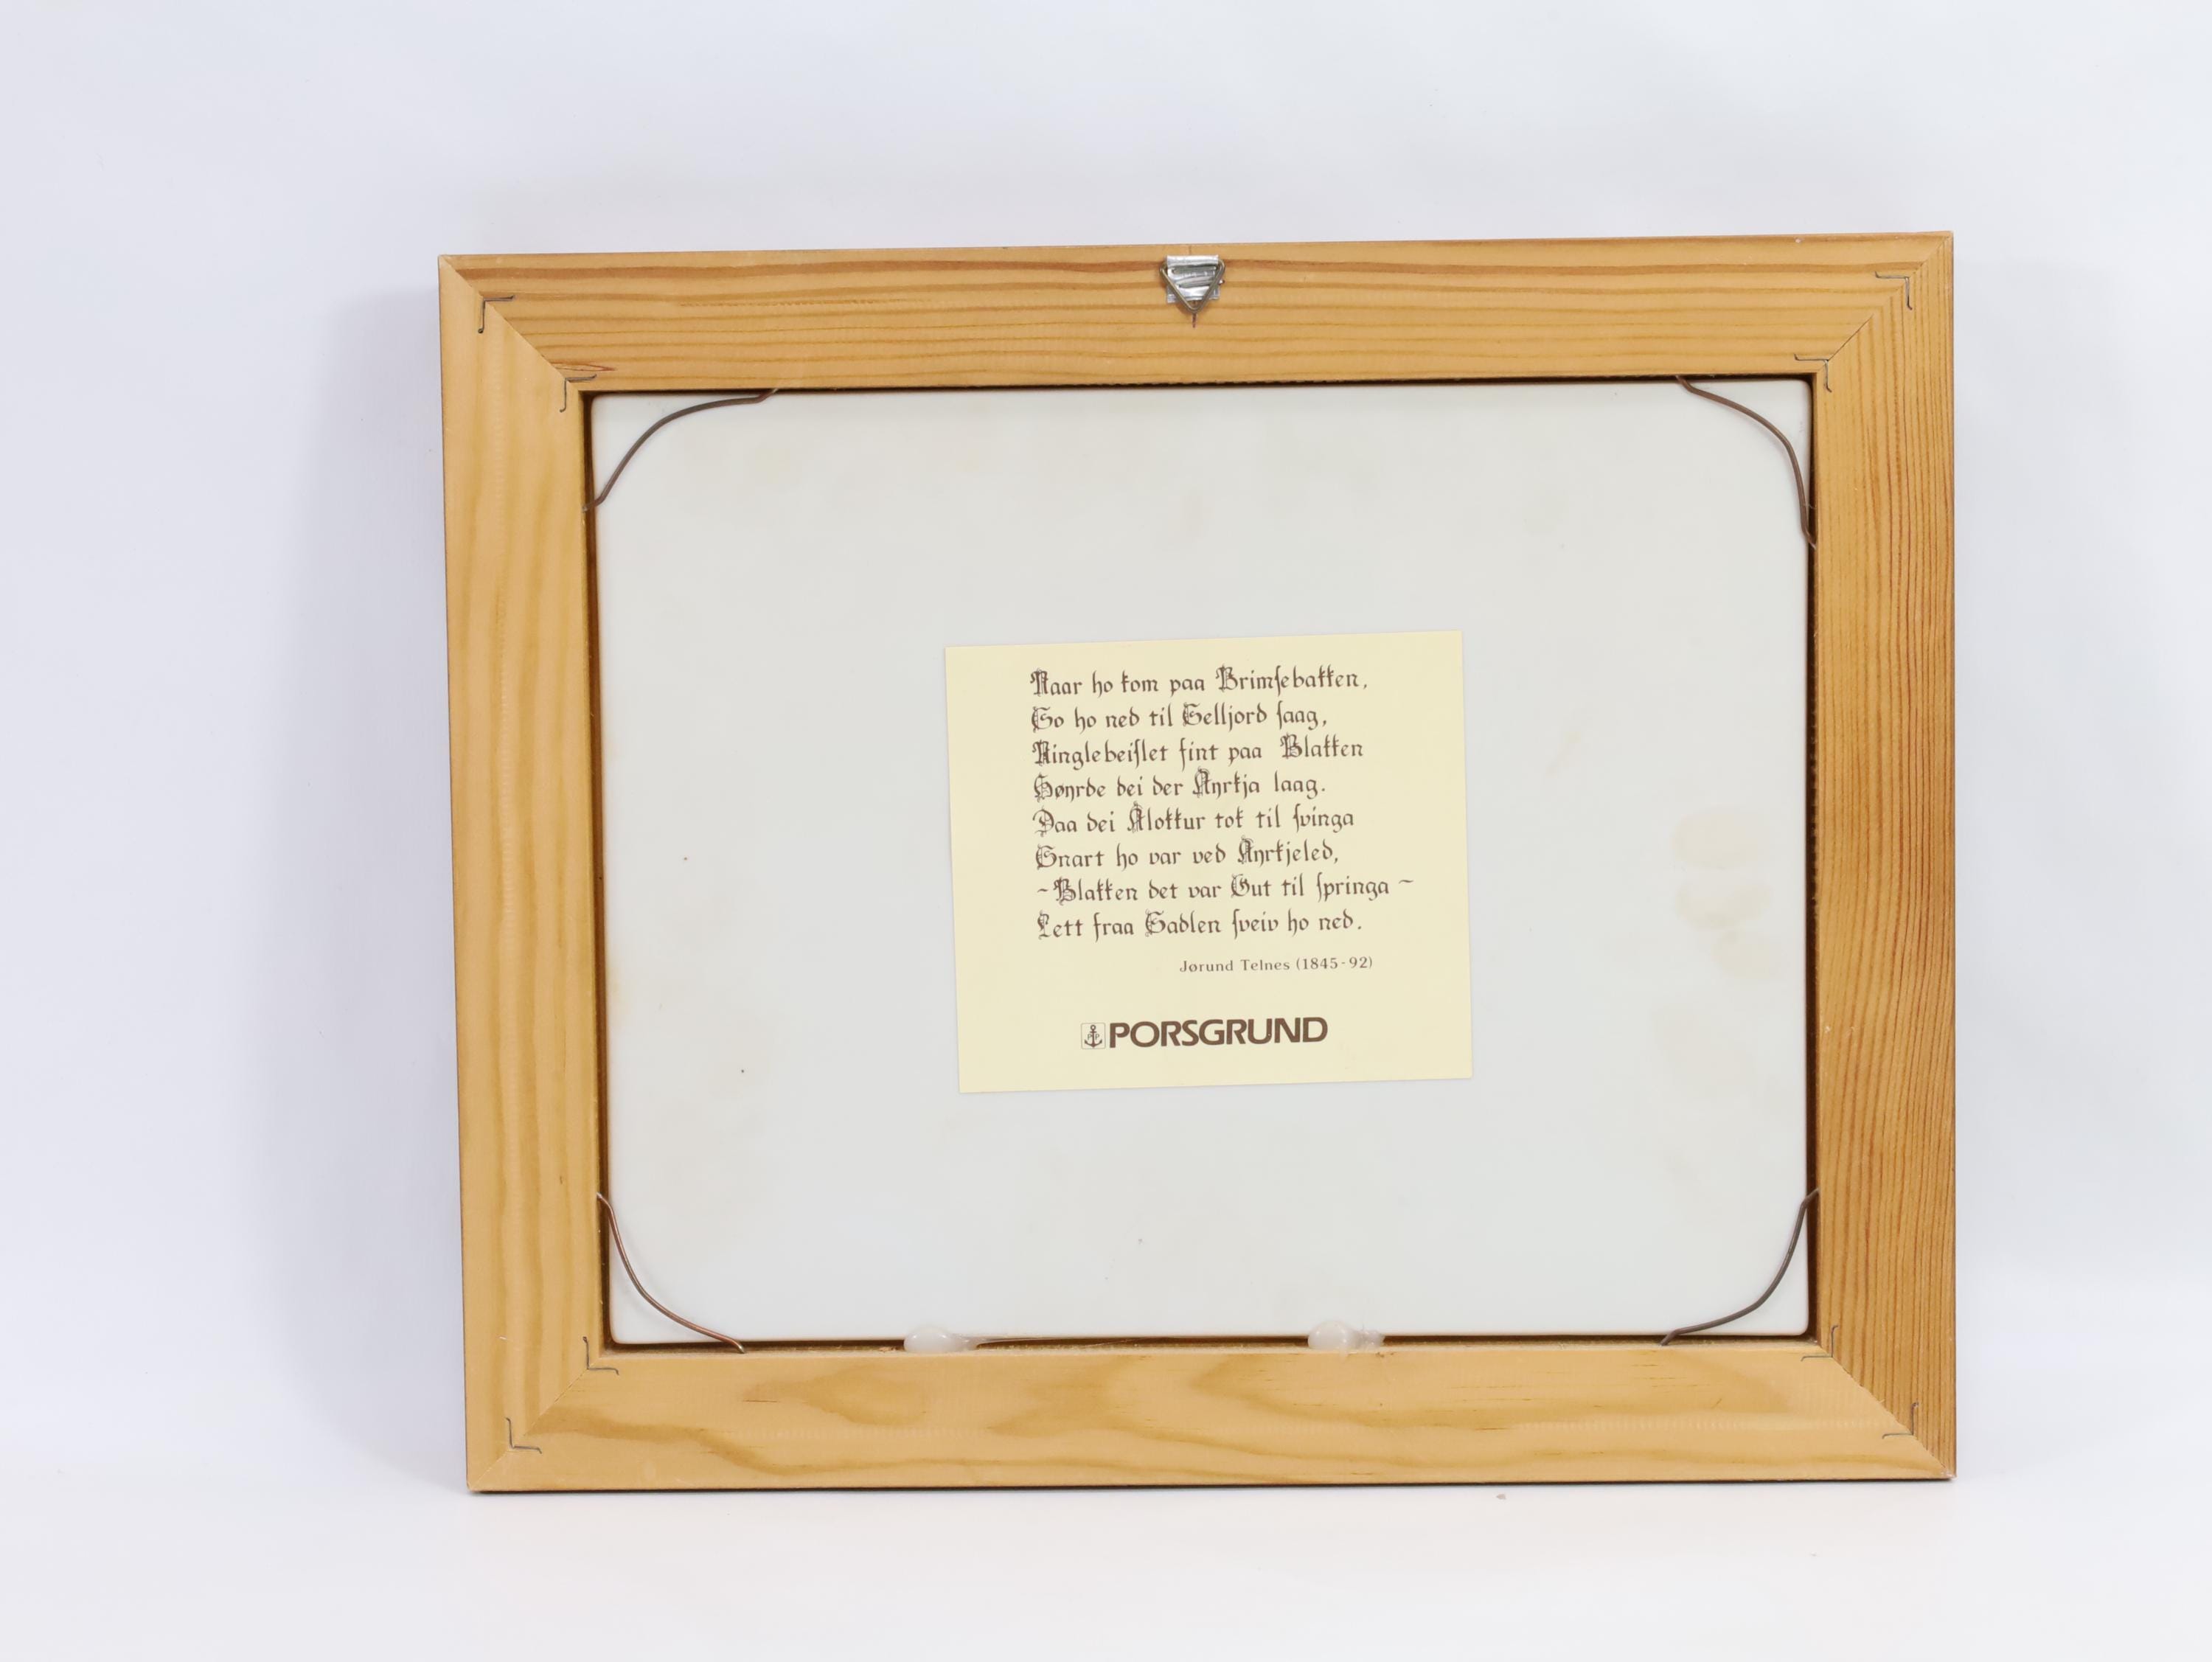 Naar ho kom paa Brimſebakken,
So ho ned til Selljord ſaag,
Ringlebeiſlet fint paa Blakken
Høyrde dei der Kyrkja laag.
Daa dei Klokkur tok til ſvinga
Snart ho var ved Kyrkjeled,
~Blakken det var Gut til ſpringa~
Lett fraa Sadlen ſveiv ho ned.
Jørund Telnes (1845-92)
PORSGRUND